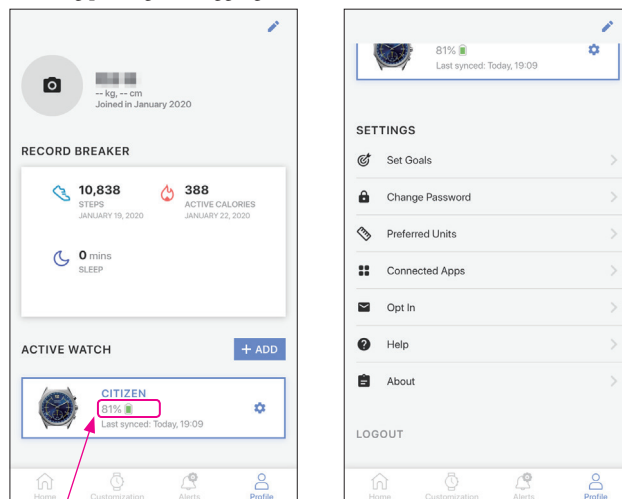 -- kg, -- cm
Joined in January 2020
RECORD BREAKER
10,838
STEPS
JANUARY 19, 2020
388
ACTIVE CALORIES
JANUARY 22, 2020
0 mins
SLEEP
ACTIVE WATCH
+ ADD
CITIZEN
81%
Last synced: Today, 19:09
Home
Customization
Alerts
Profile
81%
Last synced: Today, 19:09
SETTINGS
Set Goals
Change Password
Preferred Units
Connected Apps
Opt In
Help
About
LOGOUT
Home
Customization
Alerts
Profile